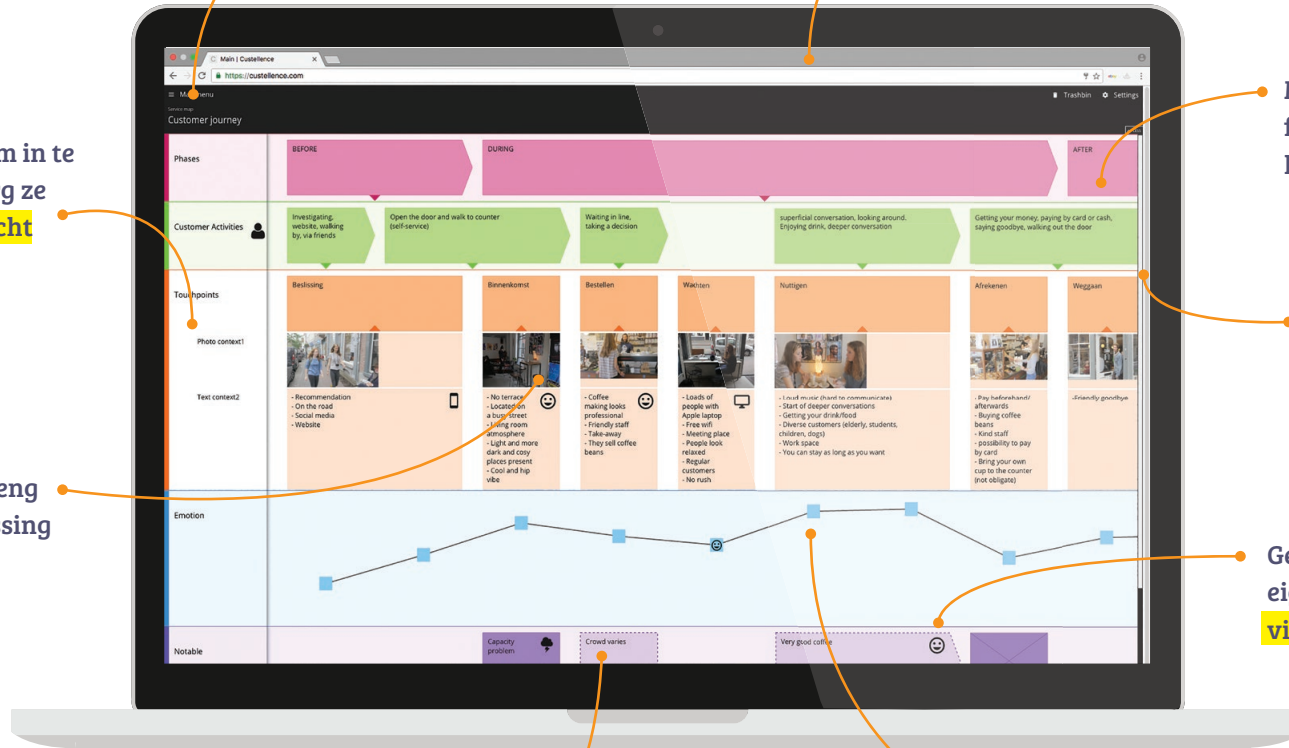 Main | Custellence
https://custellence.com
menu
Trashbin
Settings
Service map
Customer journey
Phases
BEFORE
DURING
AFTER
Customer Activities
Investigating,
website, walking
by, via friends
Open the door and walk to counter
(self-service)
Waiting in line,
taking a decision
superficial conversation, looking around.
Enjoying drink, deeper conversation
Getting your money, paying by card or cash,
saying goodbye, walking out the door
Touchpoints
Beslissing
Binnenkomst
Bestellen
Wachten
Nuttigen
Afrekenen
Weggaan
Photo context1
Text context2
- Recommendation
- On the road
- Social media
- Website
- No terrace
- Located on
a busy street
- Living room
atmosphere
- Light and more
dark and cosy
places present
- Cool and hip
vibe
- Coffee
making looks
professional
- Friendly staff
- Take-away
- They sell coffee
beans
- Loads of
people with
Apple laptop
- Free wifi
- Meeting place
- People look
relaxed
- Regular
customers
- No rush
- Loud music (hard to communicate)
- Start of deeper conversations
- Getting your drink/food
- Diverse customers (elderly, students,
children, dogs)
- Work space
- You can stay as long as you want
- Pay beforehand/
afterwards
- Buying coffee
beans
- Kind staff
- possibility to pay
by card
- Bring your own
cup to the counter
(not obligate)
-Friendly goodbye
Emotion
Notable
Capacity
problem
Crowd varies
Very good coffee
m in te
g ze
cht
eng
ssing
Ge
eig
vi